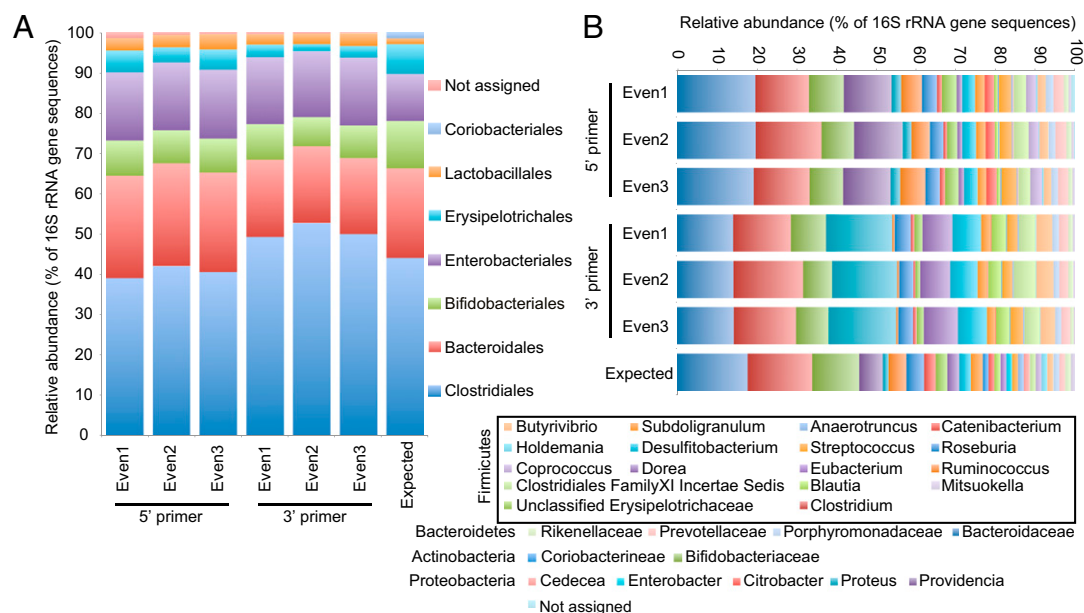 A
Relative abundance (% of 16S rRNA gene sequences)
100
90
80
70
60
50
40
30
20
10
0
Even1
Even2
Even3
Even1
Even2
Even3
Expected
5' primer
3' primer
Not assigned
Coriobacteriales
Lactobacillales
Erysipelotrichales
Enterobacteriales
Bifidobacteriales
Bacteroidales
Clostridiales
B
Relative abundance (% of 16S rRNA gene sequences)
0 10 20 30 40 50 60 70 80 90 100
5' primer
Even1
Even2
Even3
3' primer
Even1
Even2
Even3
Expected
Firmicutes
Butyrivibrio Subdoligranulum Anaerotruncus Catenibacterium
Holdemania Desulfitobacterium Streptococcus Roseburia
Coprococcus Dorea Eubacterium Ruminococcus
Clostridiales FamilyXI Incertae Sedis Blautia Mitsuokella
Unclassified Erysipelotrichaceae Clostridium
Bacteroidetes Rikenellaceae Prevotellaceae Porphyromonadaceae Bacteroidaceae
Actinobacteria Coriobacterineae Bifidobacteriaceae
Proteobacteria Cedecea Enterobacter Citrobacter Proteus Providencia
Not assigned